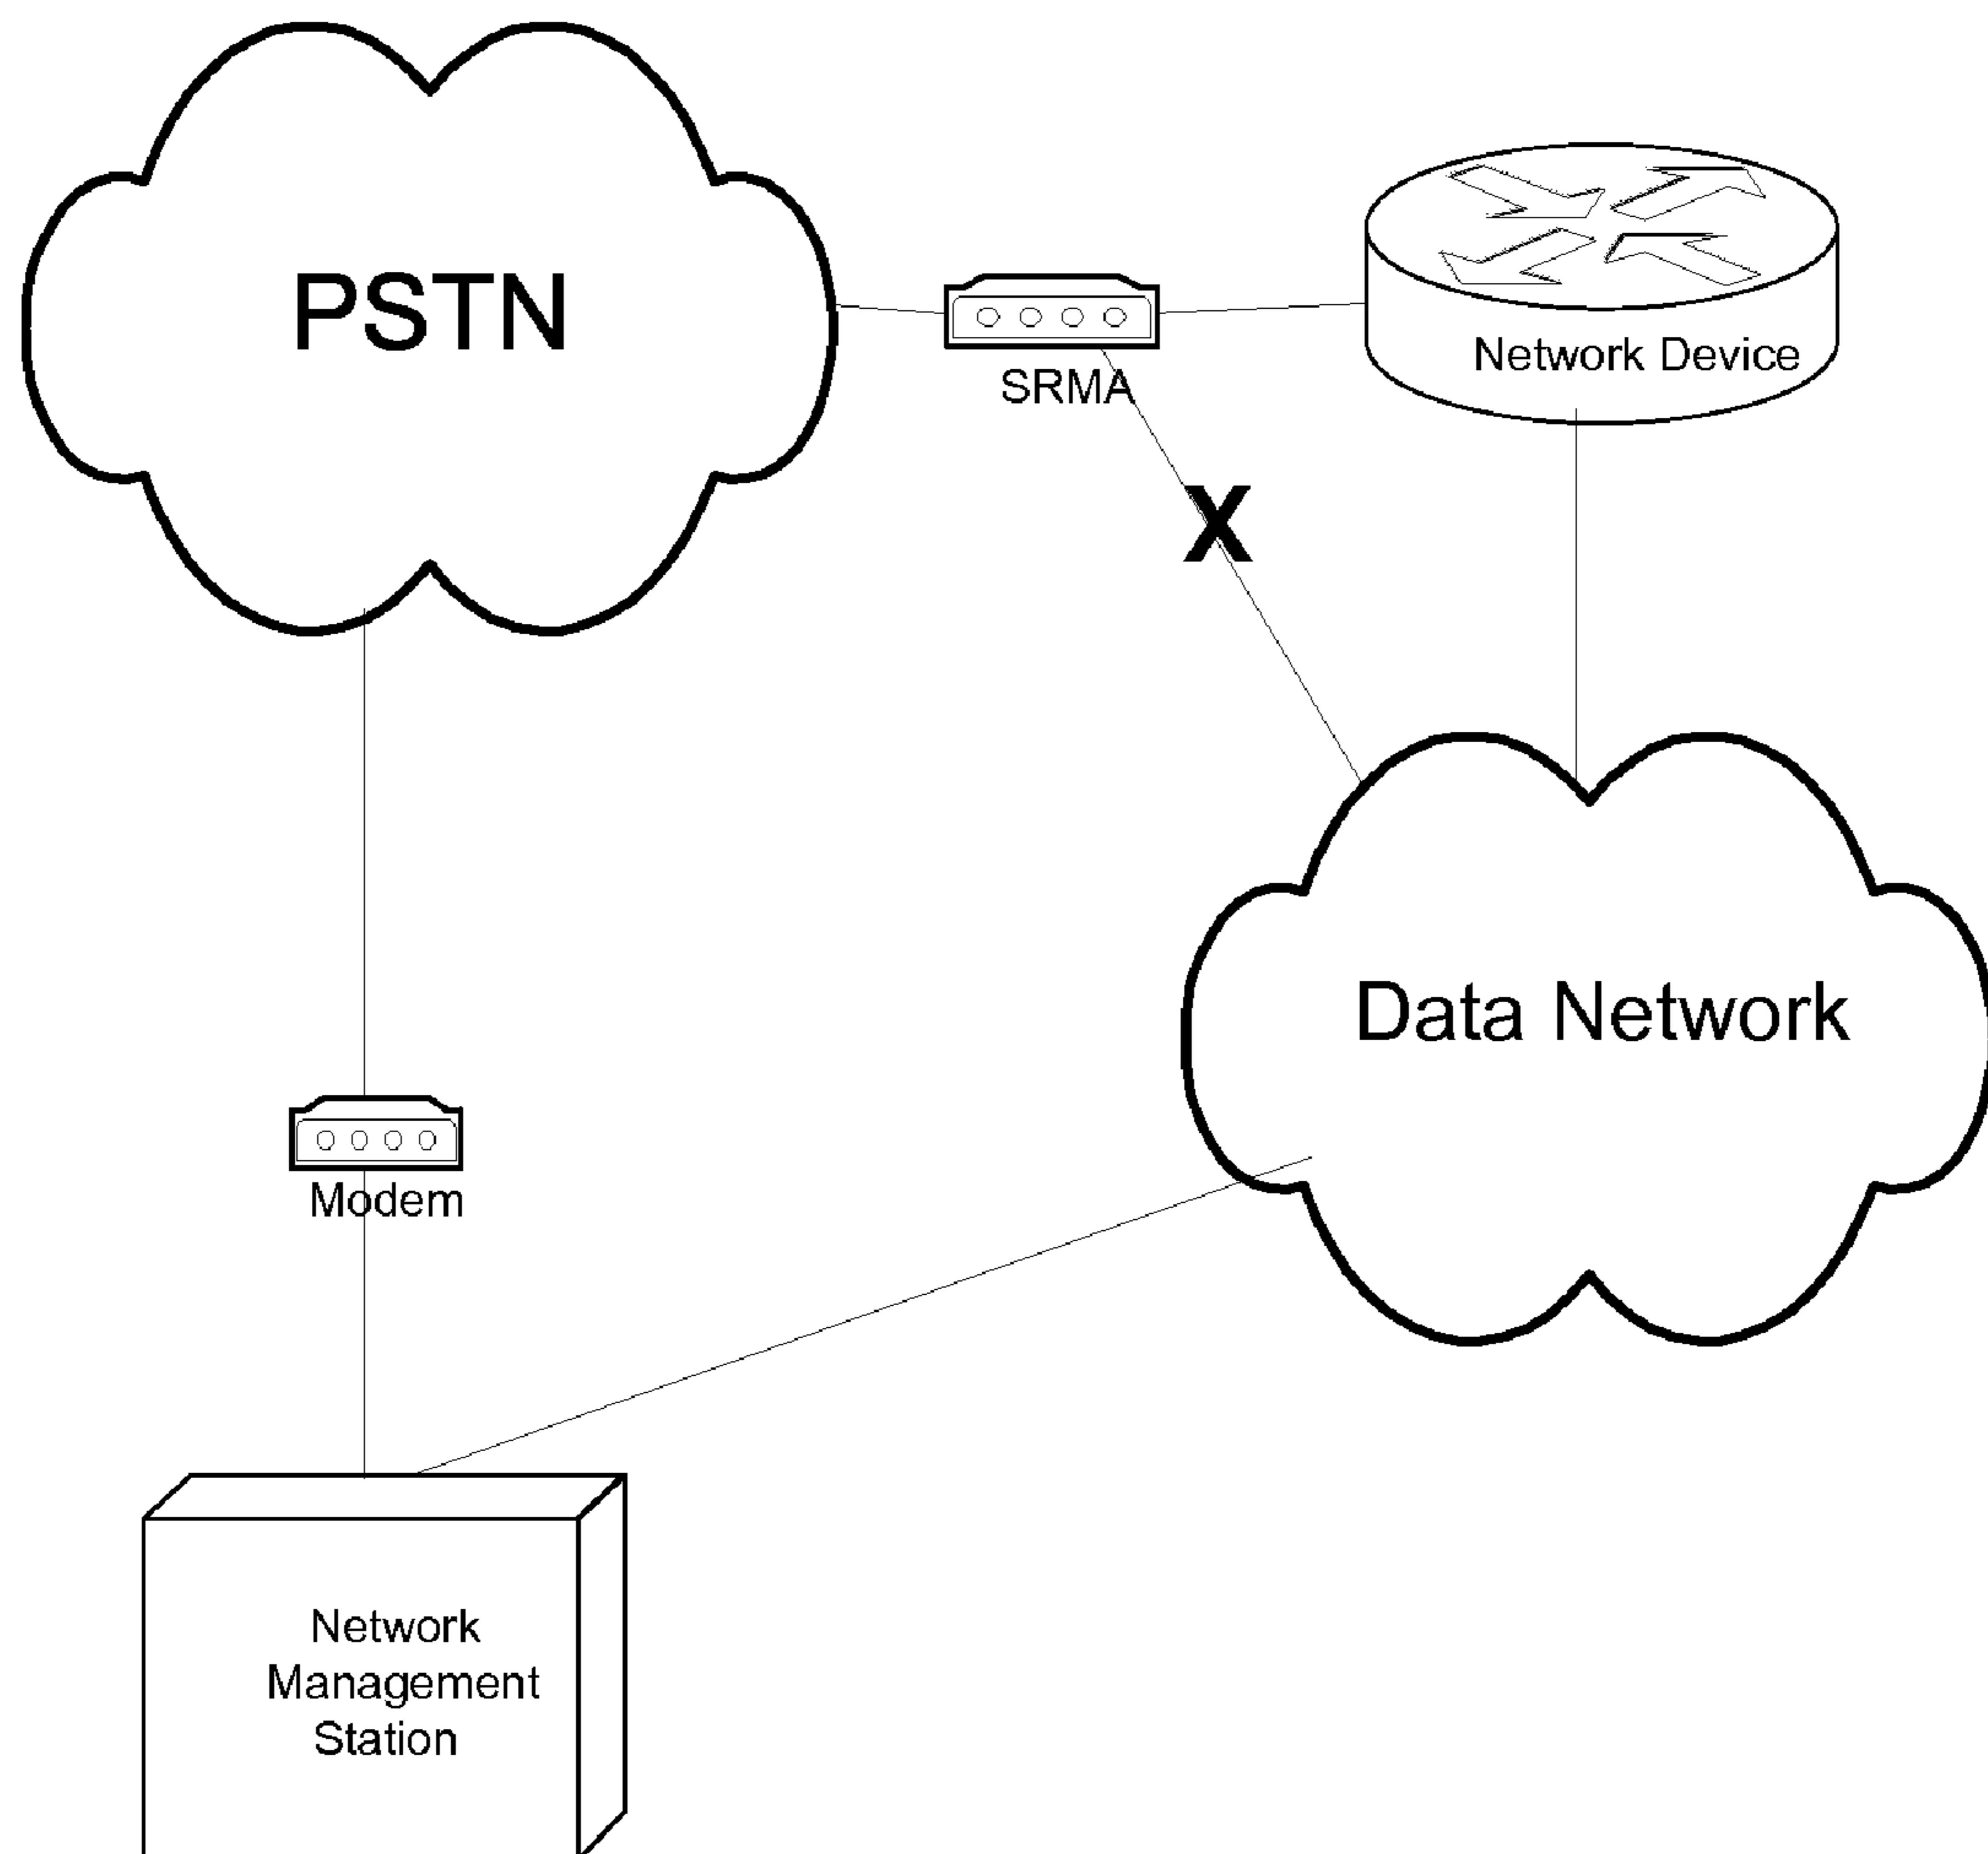 PSTN
SRMA
Network Device
X
Data Network
Modem
Network
Management
Station